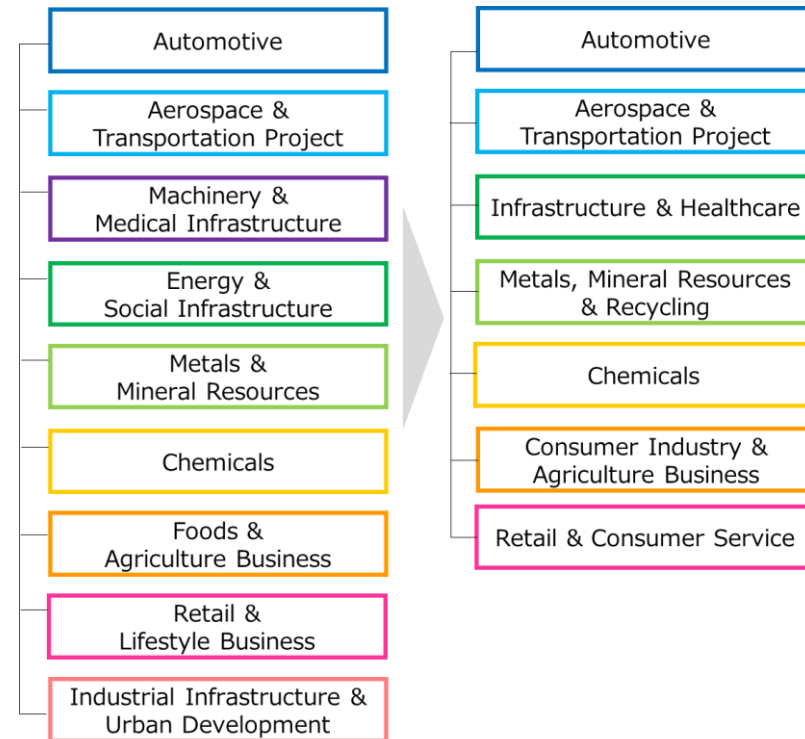 Automotive
Aerospace &
Transportation Project
Machinery &
Medical Infrastructure
Energy &
Social Infrastructure
Metals &
Mineral Resources
Chemicals
Foods &
Agriculture Business
Retail &
Lifestyle Business
Industrial Infrastructure &
Urban Development
Automotive
Aerospace &
Transportation Project
Infrastructure & Healthcare
Metals, Mineral Resources
& Recycling
Chemicals
Consumer Industry &
Agriculture Business
Retail & Consumer Service